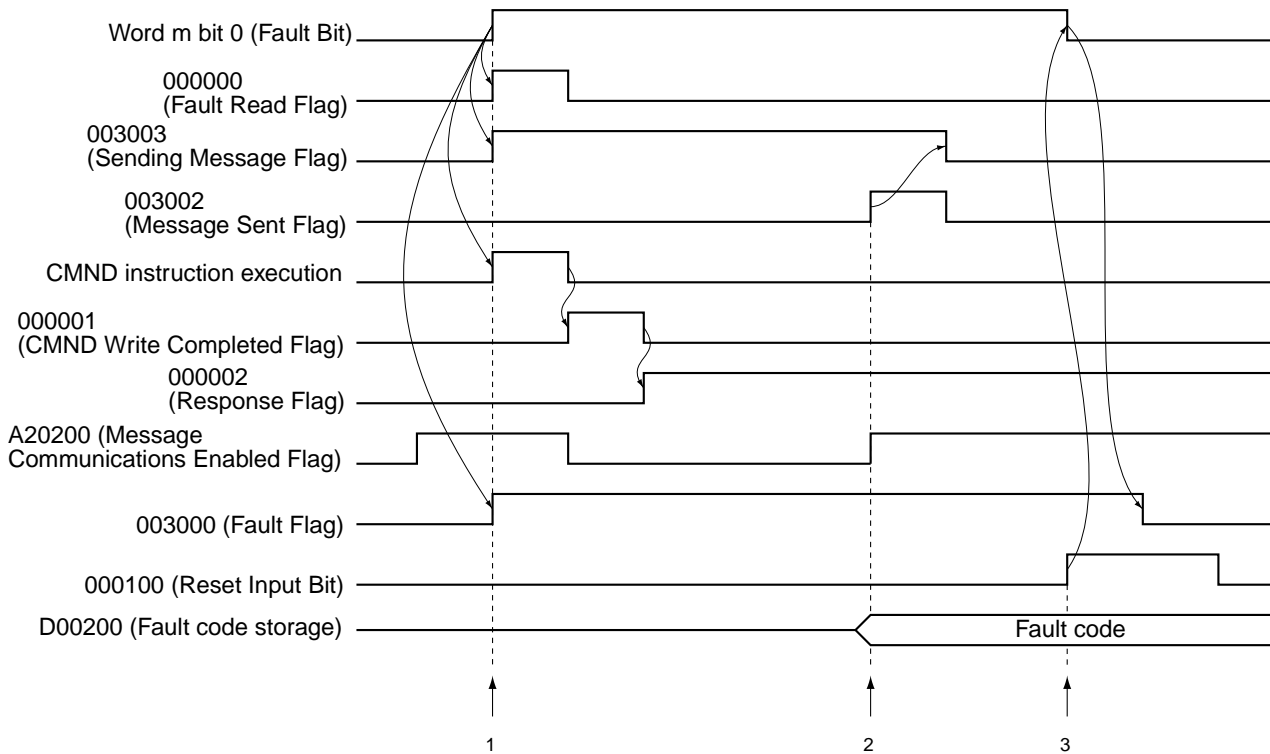 Word m bit 0 (Fault Bit)
000000
(Fault Read Flag)
003003
(Sending Message Flag)
003002
(Message Sent Flag)
CMND instruction execution
000001
(CMND Write Completed Flag)
000002
(Response Flag)
A20200 (Message
Communications Enabled Flag)
003000 (Fault Flag)
000100 (Reset Input Bit)
D00200 (Fault code storage)
Fault code
1
2
3